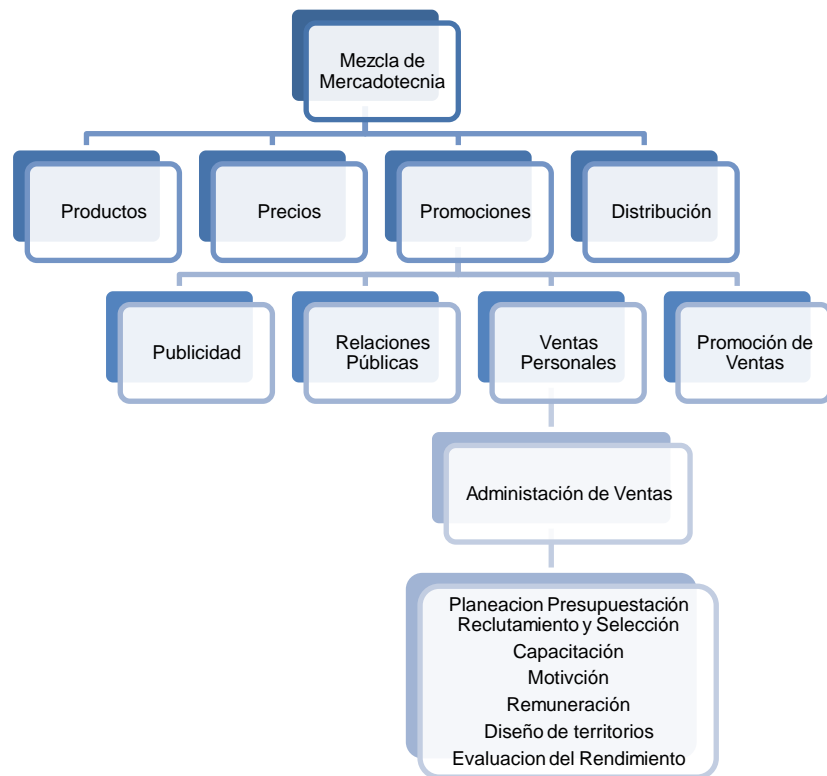 Mezcla de
Mercadotecnia
Productos
Precios
Promociones
Distribución
Publicidad
Relaciones
Públicas
Ventas
Personales
Promoción de
Ventas
Administación de Ventas
Planeacion Presupuestación
Reclutamiento y Selección
Capacitación
Motivción
Remuneración
Diseño de territorios
Evaluacion del Rendimiento